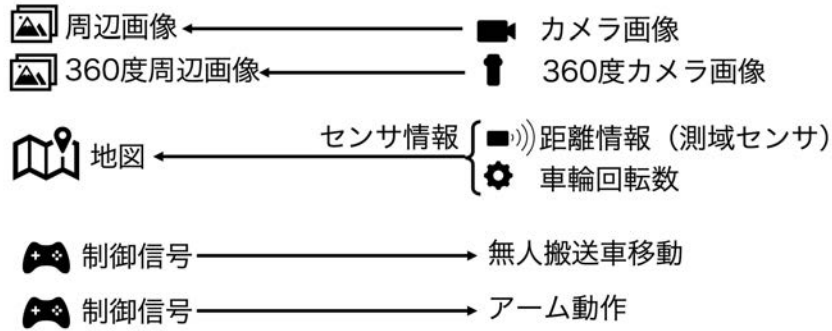 周辺画像 カメラ画像
360度周辺画像 360度カメラ画像
地図 センサ情報 距離情報（測域センサ）
車輪回転数
制御信号 無人搬送車移動
制御信号 アーム動作